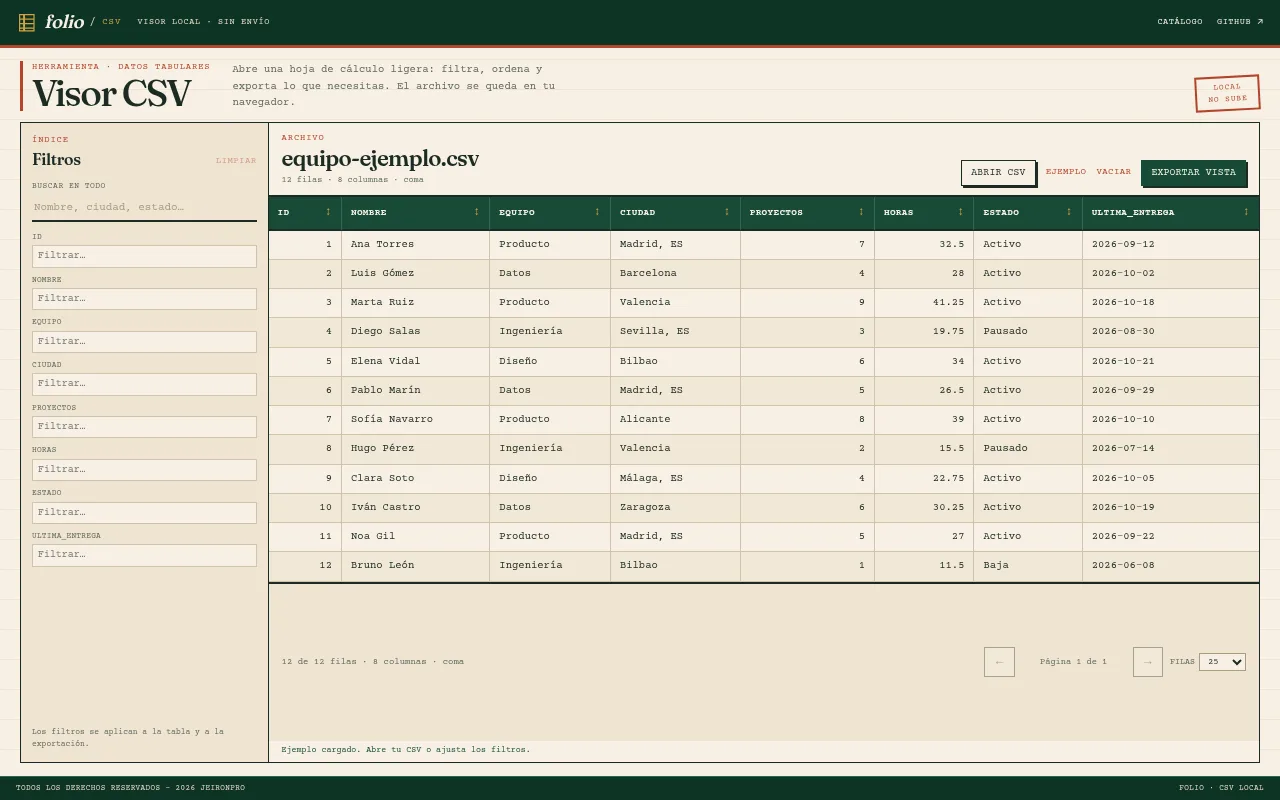 folio / CSV VISOR LOCAL · SIN ENVÍO
CATÁLOGO GITHUB ↗
HERRAMIENTA · DATOS TABULARES
Visor CSV
Abre una hoja de cálculo ligera: filtra, ordena y
exporta lo que necesitas. El archivo se queda en tu
navegador.
LOCAL
NO SUBE
ÍNDICE
Filtros LIMPIAR
BUSCAR EN TODO
Nombre, ciudad, estado…
ID
Filtrar…
NOMBRE
Filtrar…
EQUIPO
Filtrar…
CIUDAD
Filtrar…
PROYECTOS
Filtrar…
HORAS
Filtrar…
ESTADO
Filtrar…
ULTIMA_ENTREGA
Filtrar…
Los filtros se aplican a la tabla y a la
exportación.
ARCHIVO
equipo-ejemplo.csv
12 filas · 8 columnas · coma
ABRIR CSV EJEMPLO VACIAR EXPORTAR VISTA
ID ↕ NOMBRE ↕ EQUIPO ↕ CIUDAD ↕ PROYECTOS ↕ HORAS ↕ ESTADO ↕ ULTIMA_ENTREGA ↕
1 Ana Torres Producto Madrid, ES 7 32.5 Activo 2026-09-12
2 Luis Gómez Datos Barcelona 4 28 Activo 2026-10-02
3 Marta Ruiz Producto Valencia 9 41.25 Activo 2026-10-18
4 Diego Salas Ingeniería Sevilla, ES 3 19.75 Pausado 2026-08-30
5 Elena Vidal Diseño Bilbao 6 34 Activo 2026-10-21
6 Pablo Marín Datos Madrid, ES 5 26.5 Activo 2026-09-29
7 Sofía Navarro Producto Alicante 8 39 Activo 2026-10-10
8 Hugo Pérez Ingeniería Valencia 2 15.5 Pausado 2026-07-14
9 Clara Soto Diseño Málaga, ES 4 22.75 Activo 2026-10-05
10 Iván Castro Datos Zaragoza 6 30.25 Activo 2026-10-19
11 Noa Gil Producto Madrid, ES 5 27 Activo 2026-09-22
12 Bruno León Ingeniería Bilbao 1 11.5 Baja 2026-06-08
12 de 12 filas · 8 columnas · coma
← Página 1 de 1 → FILAS 25
Ejemplo cargado. Abre tu CSV o ajusta los filtros.
TODOS LOS DERECHOS RESERVADOS – 2026 JEIRONPRO
FOLIO · CSV LOCAL